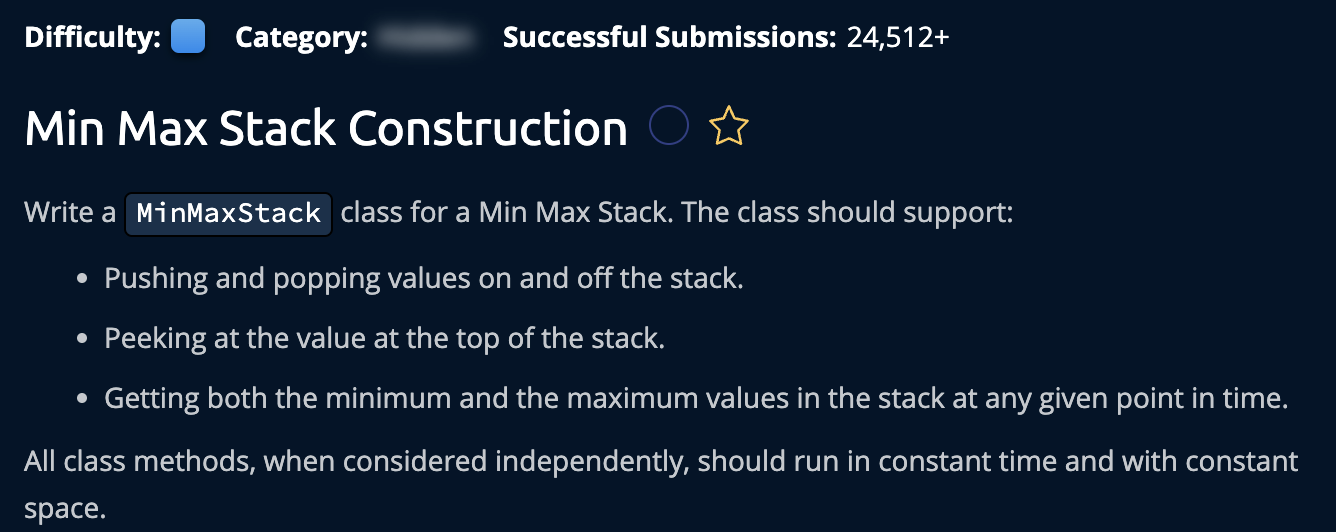 Difficulty: Category: Successful Submissions: 24,512+
Min Max Stack Construction
Write a MinMaxStack class for a Min Max Stack. The class should support:
• Pushing and popping values on and off the stack.
• Peeking at the value at the top of the stack.
• Getting both the minimum and the maximum values in the stack at any given point in time.
All class methods, when considered independently, should run in constant time and with constant
space.